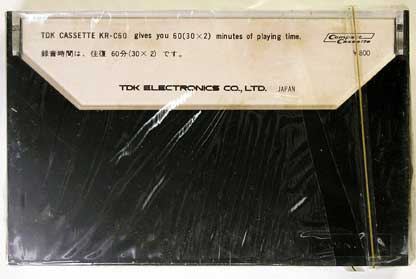 TDK CASSETTE KR-C60 gives you 60(30×2) minutes of playing time.
Compact Cassette
録音時間は、往復 60分(30×2) です。
¥800
TDK ELECTRONICS CO., LTD. JAPAN